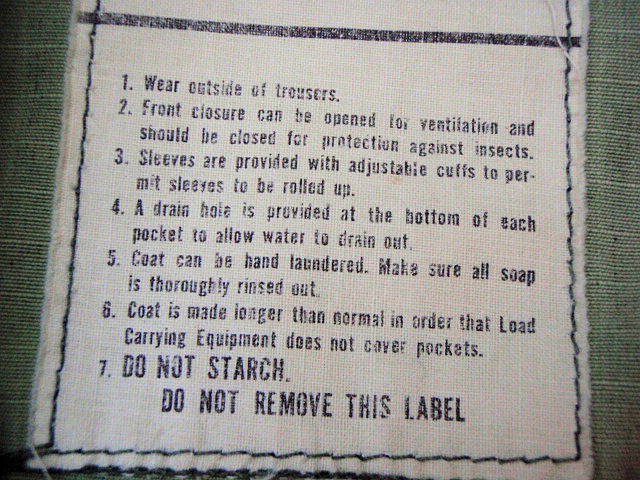 1. Wear outside of trousers.
2. Front closure can be opened for ventilation and
should be closed for protection against insects.
3. Sleeves are provided with adjustable cuffs to per-
mit sleeves to be rolled up.
4. A drain hole is provided at the bottom of each
pocket to allow water to drain out.
5. Coat can be hand laundered. Make sure all soap
is thoroughly rinsed out.
6. Coat is made longer than normal in order that Load
Carrying Equipment does not cover pockets.
7. DO NOT STARCH.
DO NOT REMOVE THIS LABEL